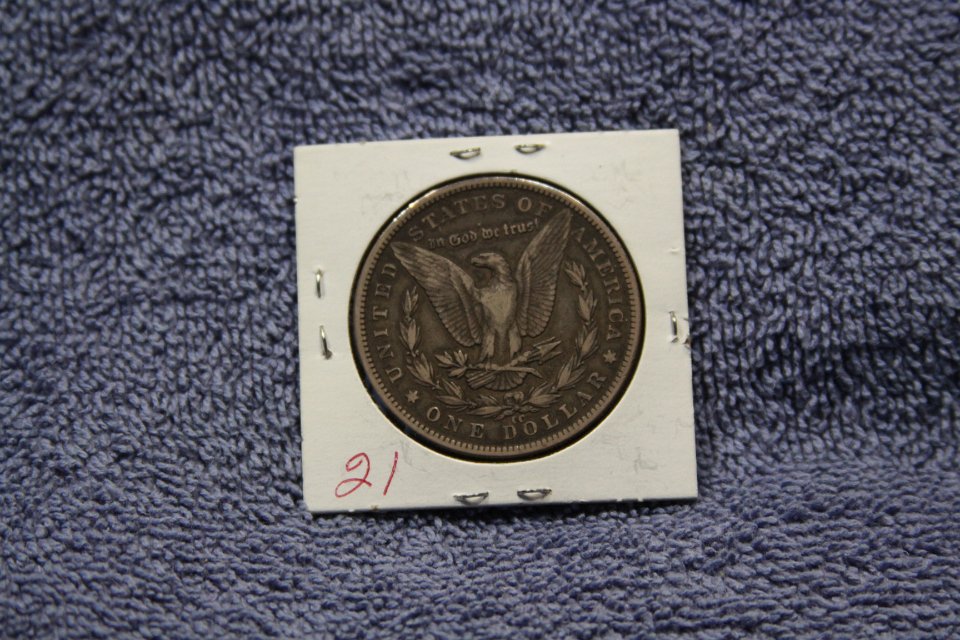 UNITED STATES OF AMERICA
In God we trust
ONE DOLLAR
21